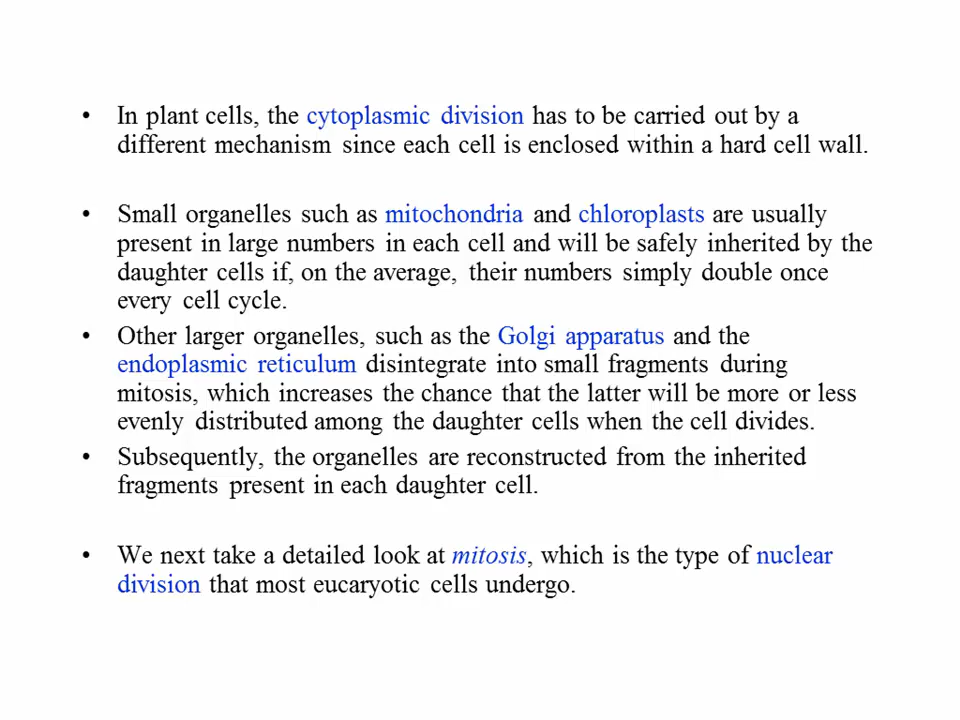 • In plant cells, the cytoplasmic division has to be carried out by a
different mechanism since each cell is enclosed within a hard cell wall.
• Small organelles such as mitochondria and chloroplasts are usually
present in large numbers in each cell and will be safely inherited by the
daughter cells if, on the average, their numbers simply double once
every cell cycle.
• Other larger organelles, such as the Golgi apparatus and the
endoplasmic reticulum disintegrate into small fragments during
mitosis, which increases the chance that the latter will be more or less
evenly distributed among the daughter cells when the cell divides.
• Subsequently, the organelles are reconstructed from the inherited
fragments present in each daughter cell.
• We next take a detailed look at mitosis, which is the type of nuclear
division that most eucaryotic cells undergo.